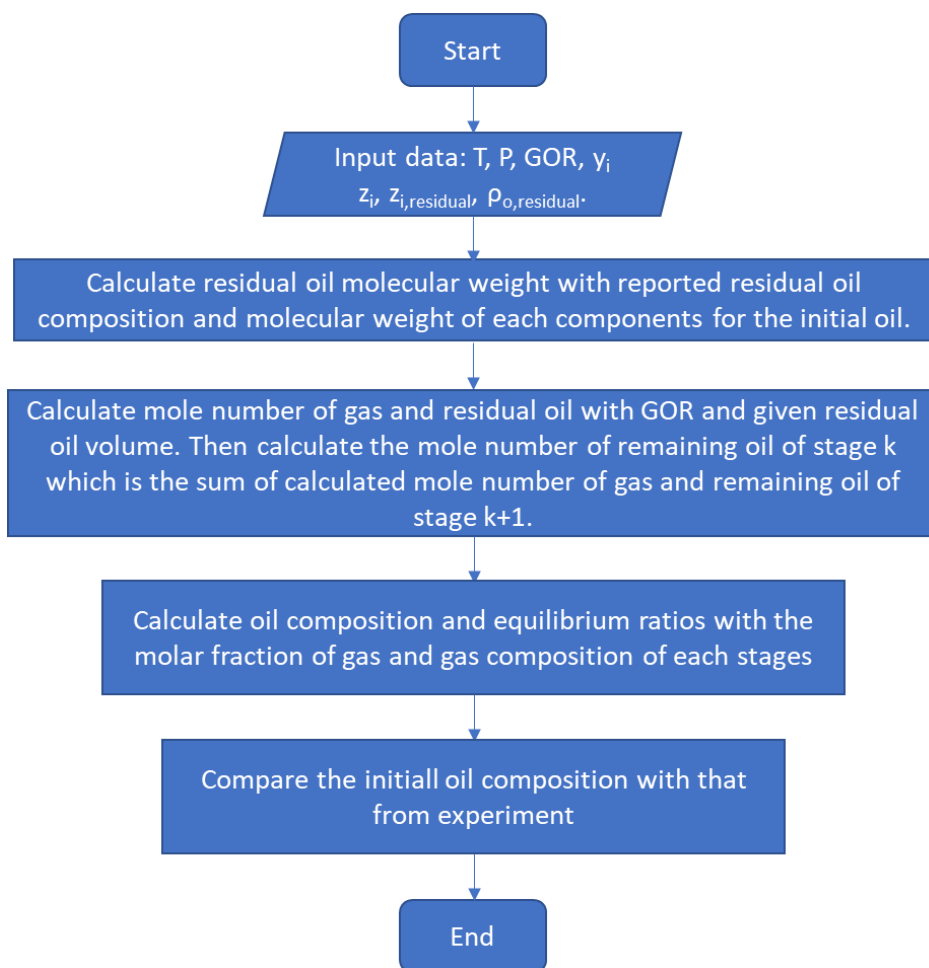 Start
Input data: T, P, GOR, yᵢ
zᵢ, zᵢ,residual, ρₒ,residual.
Calculate residual oil molecular weight with reported residual oil
composition and molecular weight of each components for the initial oil.
Calculate mole number of gas and residual oil with GOR and given residual
oil volume. Then calculate the mole number of remaining oil of stage k
which is the sum of calculated mole number of gas and remaining oil of
stage k+1.
Calculate oil composition and equilibrium ratios with the
molar fraction of gas and gas composition of each stages
Compare the initiall oil composition with that
from experiment
End